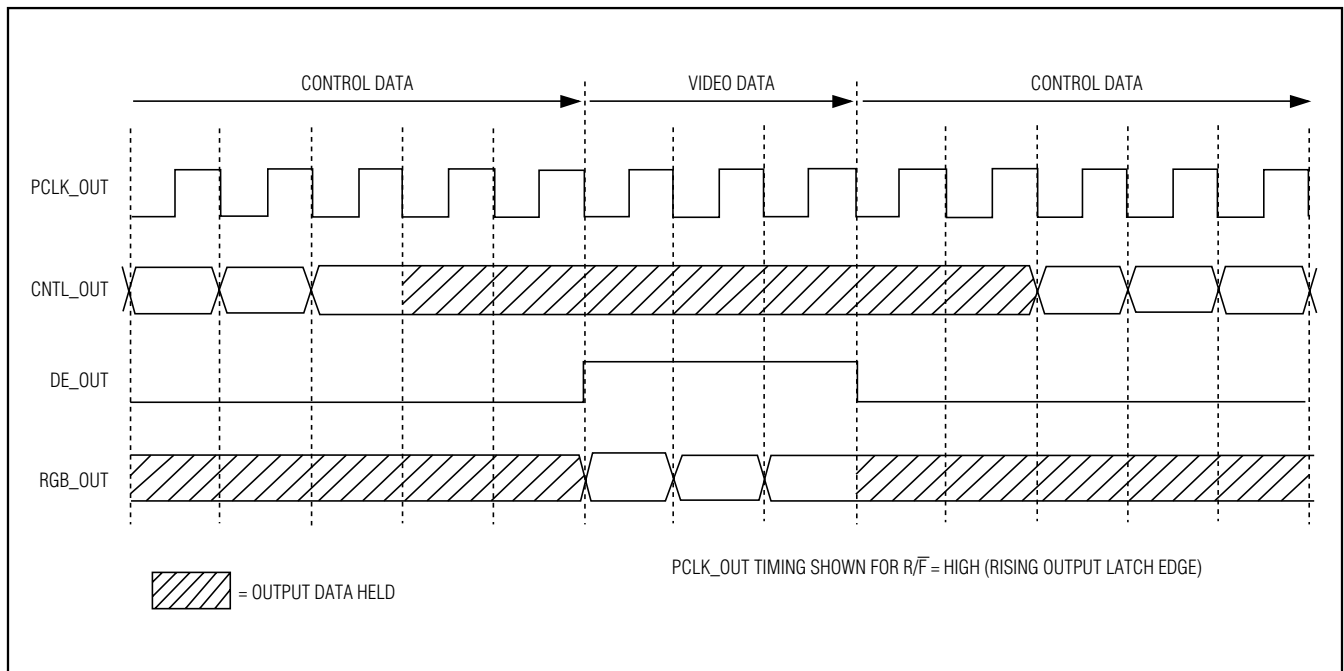 CONTROL DATA VIDEO DATA CONTROL DATA
PCLK_OUT
CNTL_OUT
DE_OUT
RGB_OUT
PCLK_OUT TIMING SHOWN FOR R/F̅ = HIGH (RISING OUTPUT LATCH EDGE)
= OUTPUT DATA HELD